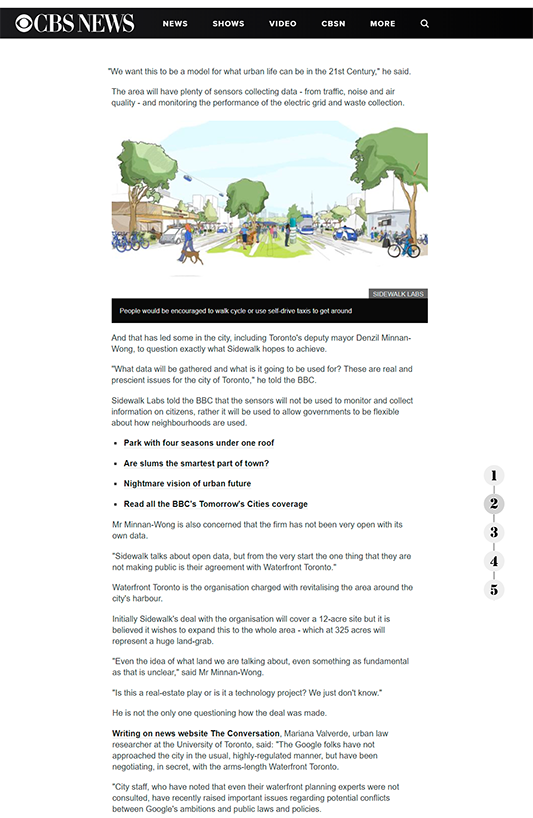 CBS NEWS NEWS SHOWS VIDEO CBSN MORE
"We want this to be a model for what urban life can be in the 21st Century," he said.
The area will have plenty of sensors collecting data - from traffic, noise and air
quality - and monitoring the performance of the electric grid and waste collection.
SIDEWALK LABS
People would be encouraged to walk cycle or use self-drive taxis to get around
And that has led some in the city, including Toronto's deputy mayor Denzil Minnan-
Wong, to question exactly what Sidewalk hopes to achieve.
"What data will be gathered and what is it going to be used for? These are real and
prescient issues for the city of Toronto," he told the BBC.
Sidewalk Labs told the BBC that the sensors will not be used to monitor and collect
information on citizens, rather it will be used to allow governments to be flexible
about how neighbourhoods are used.
• Park with four seasons under one roof
• Are slums the smartest part of town?
• Nightmare vision of urban future
• Read all the BBC's Tomorrow's Cities coverage
Mr Minnan-Wong is also concerned that the firm has not been very open with its
own data.
"Sidewalk talks about open data, but from the very start the one thing that they are
not making public is their agreement with Waterfront Toronto."
Waterfront Toronto is the organisation charged with revitalising the area around the
city's harbour.
Initially Sidewalk's deal with the organisation will cover a 12-acre site but it is
believed it wishes to expand this to the whole area - which at 325 acres will
represent a huge land-grab.
"Even the idea of what land we are talking about, even something as fundamental
as that is unclear," said Mr Minnan-Wong.
"Is this a real-estate play or is it a technology project? We just don't know."
He is not the only one questioning how the deal was made.
Writing on news website The Conversation, Mariana Valverde, urban law
researcher at the University of Toronto, said: "The Google folks have not
approached the city in the usual, highly-regulated manner, but have been
negotiating, in secret, with the arms-length Waterfront Toronto.
"City staff, who have noted that even their waterfront planning experts were not
consulted, have recently raised important issues regarding potential conflicts
between Google's ambitions and public laws and policies.
1
2
3
4
5